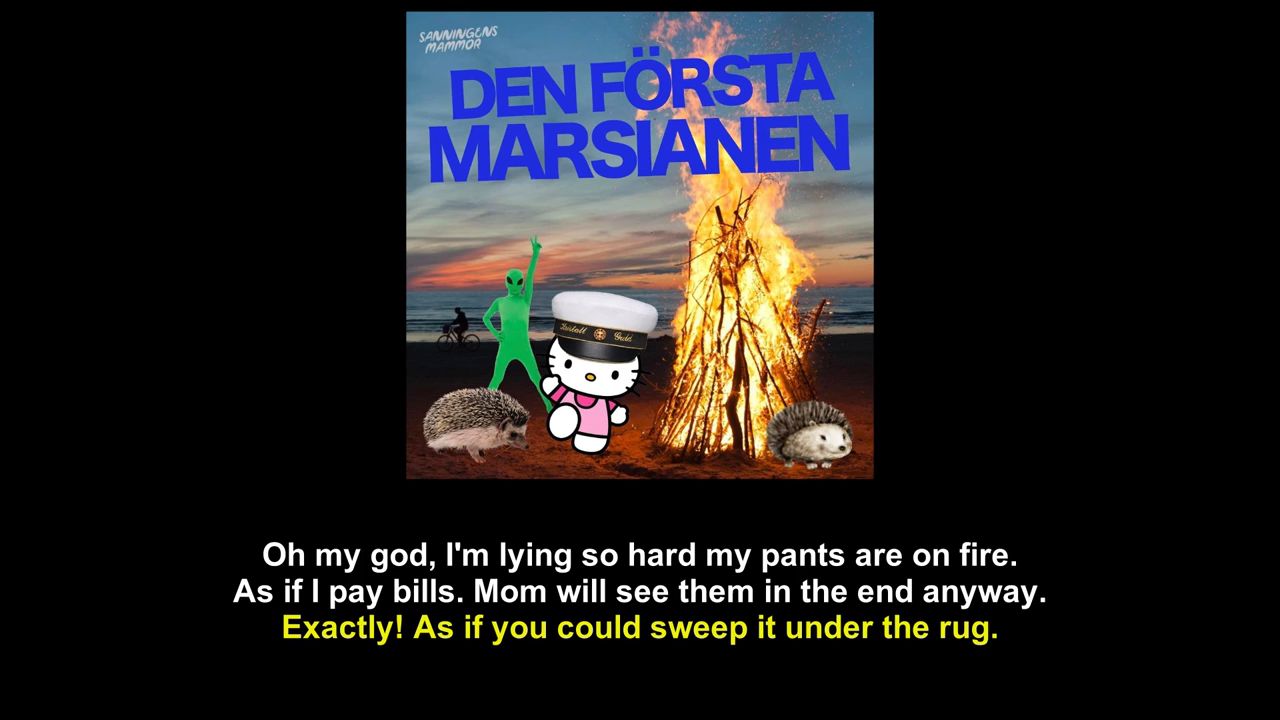 SANNINGENS
MAMMOR
DEN FÖRSTA
MARSIANEN
Oh my god, I'm lying so hard my pants are on fire.
As if I pay bills. Mom will see them in the end anyway.
Exactly! As if you could sweep it under the rug.